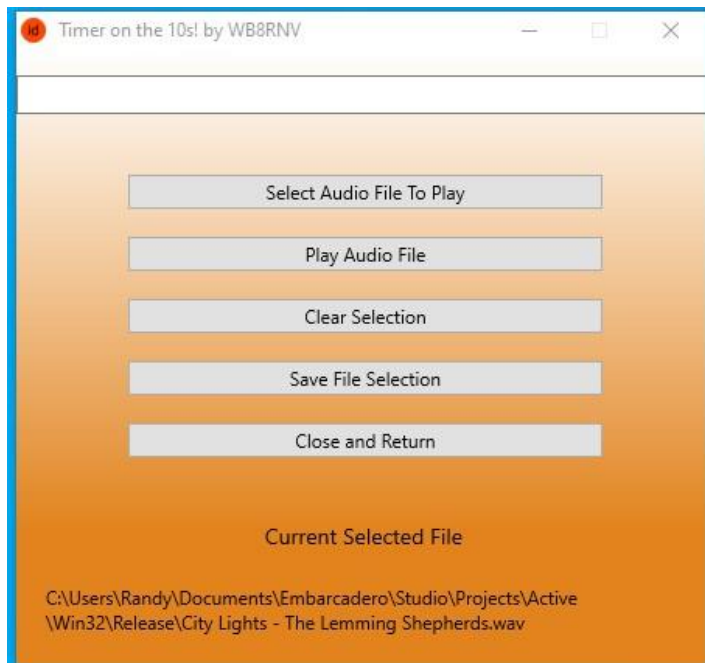 id Timer on the 10s! by WB8RNV
Select Audio File To Play
Play Audio File
Clear Selection
Save File Selection
Close and Return
Current Selected File
C:\Users\Randy\Documents\Embarcadero\Studio\Projects\Active
\Win32\Release\City Lights - The Lemming Shepherds.wav